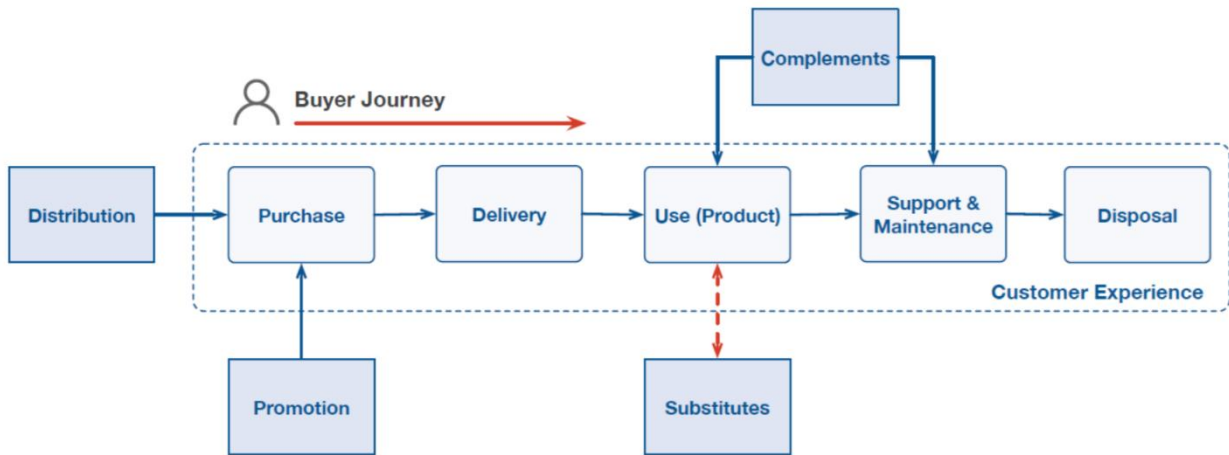 Complements
Buyer Journey
Distribution
Purchase
Delivery
Use (Product)
Support &
Maintenance
Disposal
Customer Experience
Promotion
Substitutes